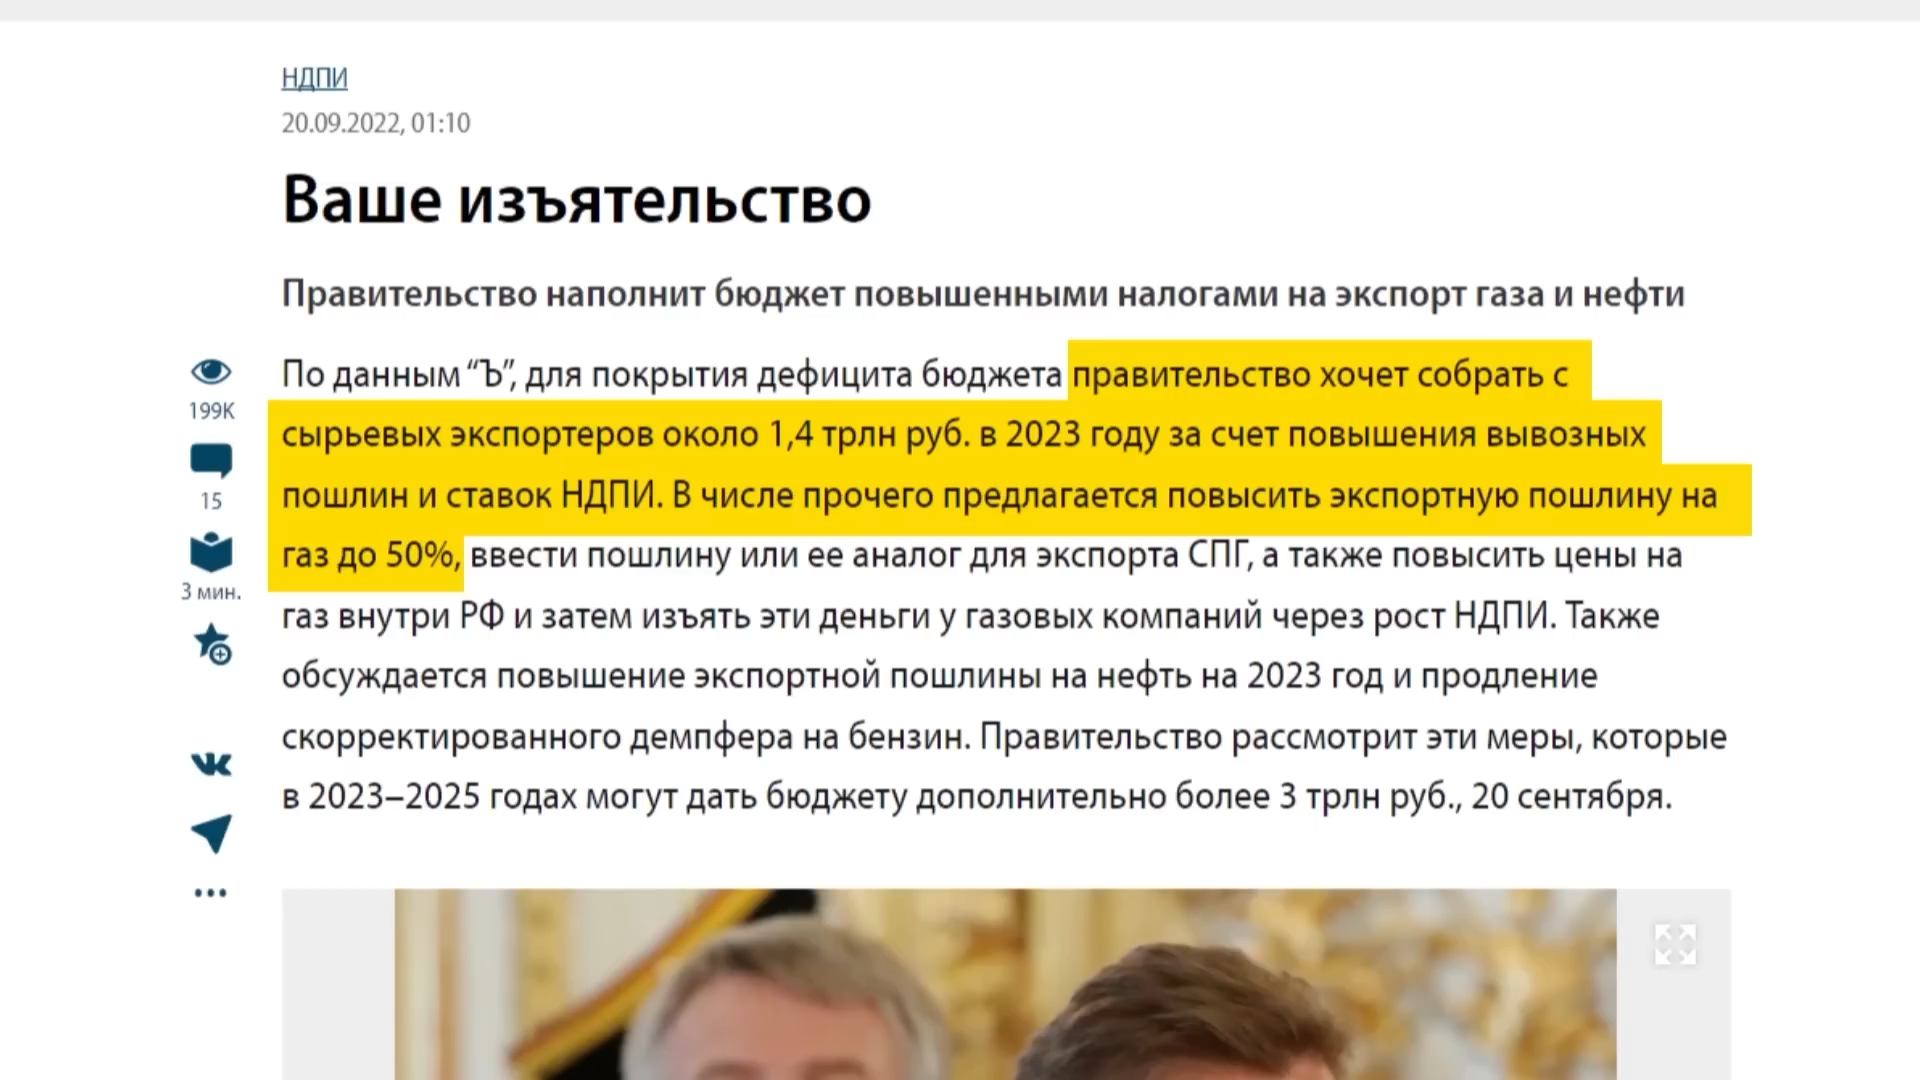 НДПИ
20.09.2022, 01:10
Ваше изъятельство
Правительство наполнит бюджет повышенными налогами на экспорт газа и нефти
По данным “Ъ”, для покрытия дефицита бюджета правительство хочет собрать с
сырьевых экспортеров около 1,4 трлн руб. в 2023 году за счет повышения вывозных
пошлин и ставок НДПИ. В числе прочего предлагается повысить экспортную пошлину на
газ до 50%, ввести пошлину или ее аналог для экспорта СПГ, а также повысить цены на
газ внутри РФ и затем изъять эти деньги у газовых компаний через рост НДПИ. Также
обсуждается повышение экспортной пошлины на нефть на 2023 год и продление
скорректированного демпфера на бензин. Правительство рассмотрит эти меры, которые
в 2023–2025 годах могут дать бюджету дополнительно более 3 трлн руб., 20 сентября.
199K
15
3 мин.